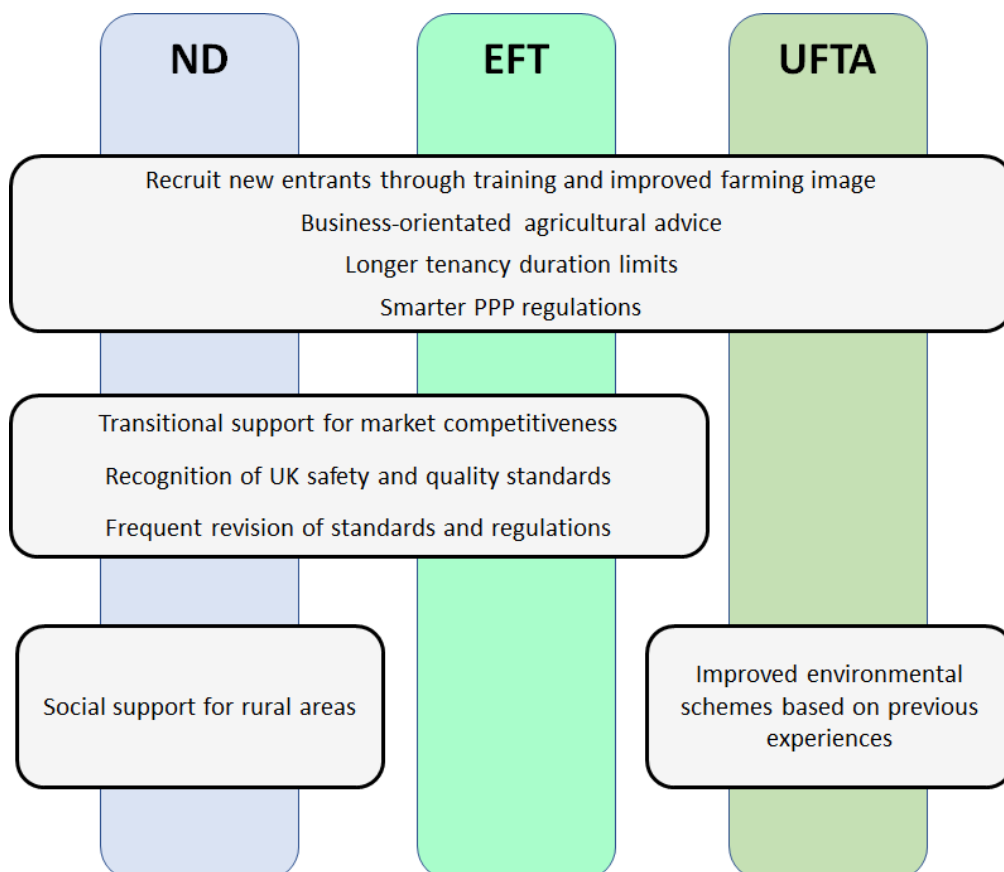 ND
EFT
UFTA
Recruit new entrants through training and improved farming image
Business-orientated agricultural advice
Longer tenancy duration limits
Smarter PPP regulations
Transitional support for market competitiveness
Recognition of UK safety and quality standards
Frequent revision of standards and regulations
Social support for rural areas
Improved environmental
schemes based on previous
experiences